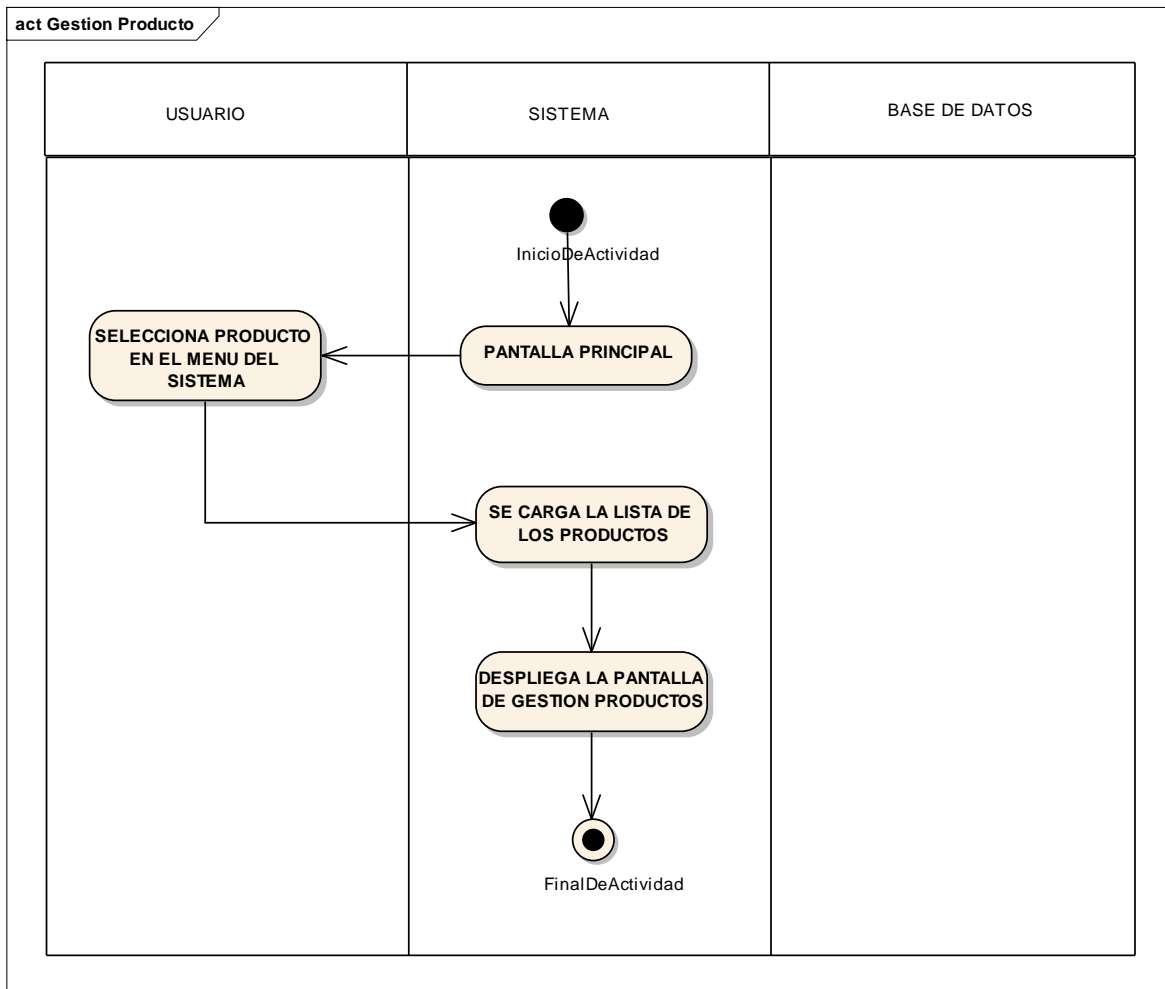 act Gestion Producto
USUARIO
SISTEMA
BASE DE DATOS
InicioDeActividad
PANTALLA PRINCIPAL
SELECCIONA PRODUCTO
EN EL MENU DEL
SISTEMA
SE CARGA LA LISTA DE
LOS PRODUCTOS
DESPLIEGA LA PANTALLA
DE GESTION PRODUCTOS
FinalDeActividad